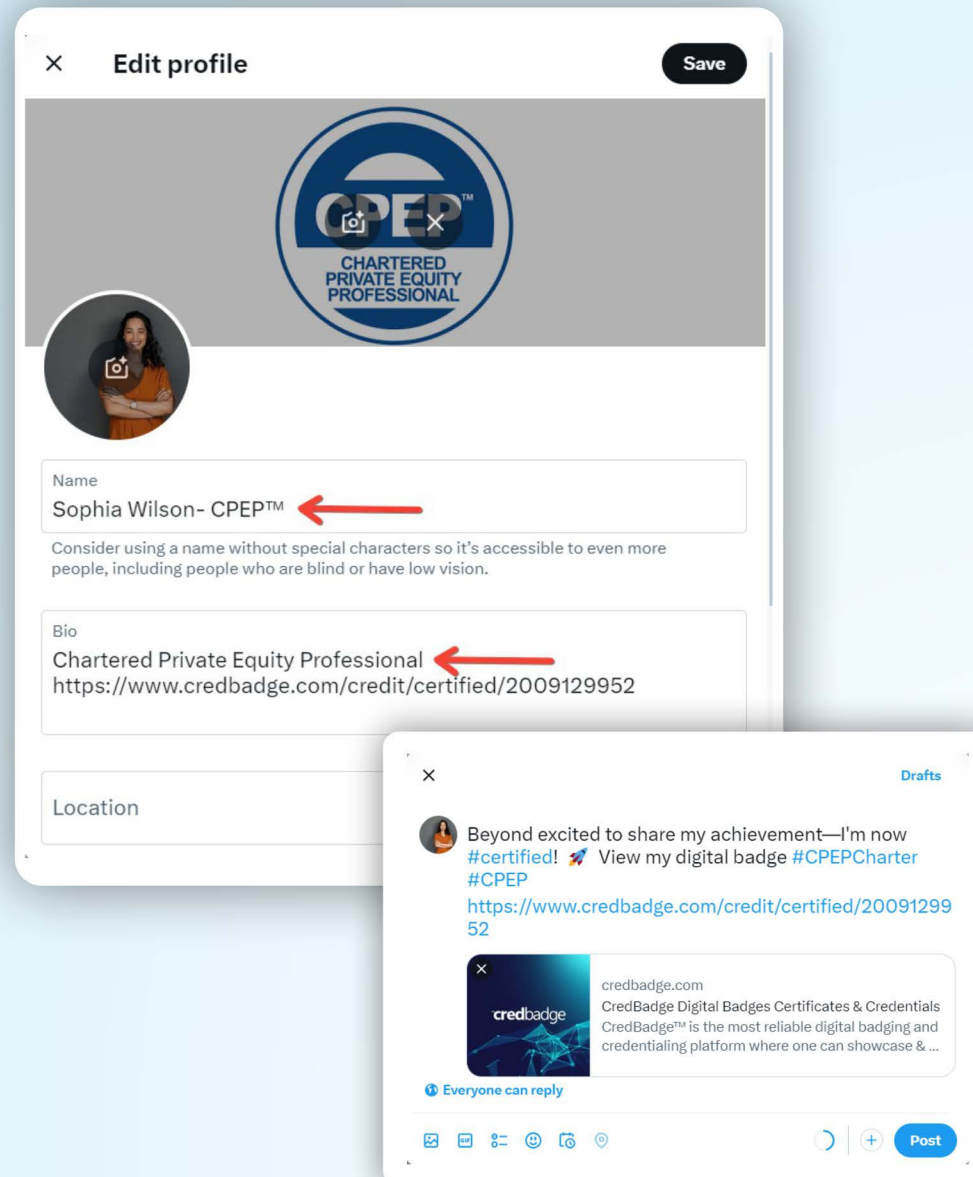 Edit profile
Save
CPEP™
CHARTERED
PRIVATE EQUITY
PROFESSIONAL
Name
Sophia Wilson- CPEP™
Consider using a name without special characters so it's accessible to even more
people, including people who are blind or have low vision.
Bio
Chartered Private Equity Professional
https://www.credbadge.com/credit/certified/2009129952
Location
Drafts
Beyond excited to share my achievement—I'm now
#certified! 🚀 View my digital badge #CPEPCharter
#CPEP
https://www.credbadge.com/credit/certified/20091299
52
credbadge
credbadge.com
CredBadge Digital Badges Certificates & Credentials
CredBadge™ is the most reliable digital badging and
credentialing platform where one can showcase & ...
Everyone can reply
GIF
Post